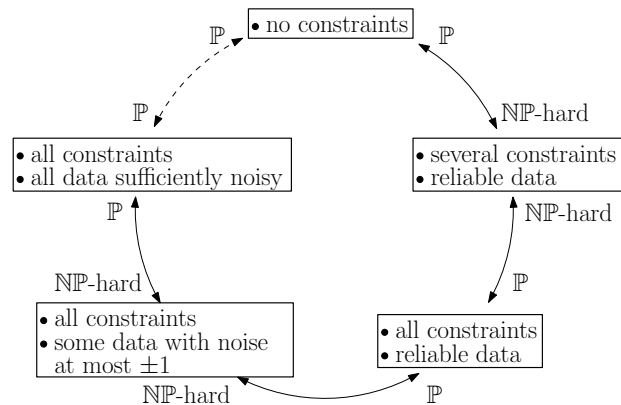 • no constraints
ℙ
ℙ
ℙ
ℕℙ-hard
• all constraints
• all data sufficiently noisy
• several constraints
• reliable data
ℙ
ℕℙ-hard
ℕℙ-hard
ℙ
• all constraints
• some data with noise
at most ±1
• all constraints
• reliable data
ℕℙ-hard
ℙ